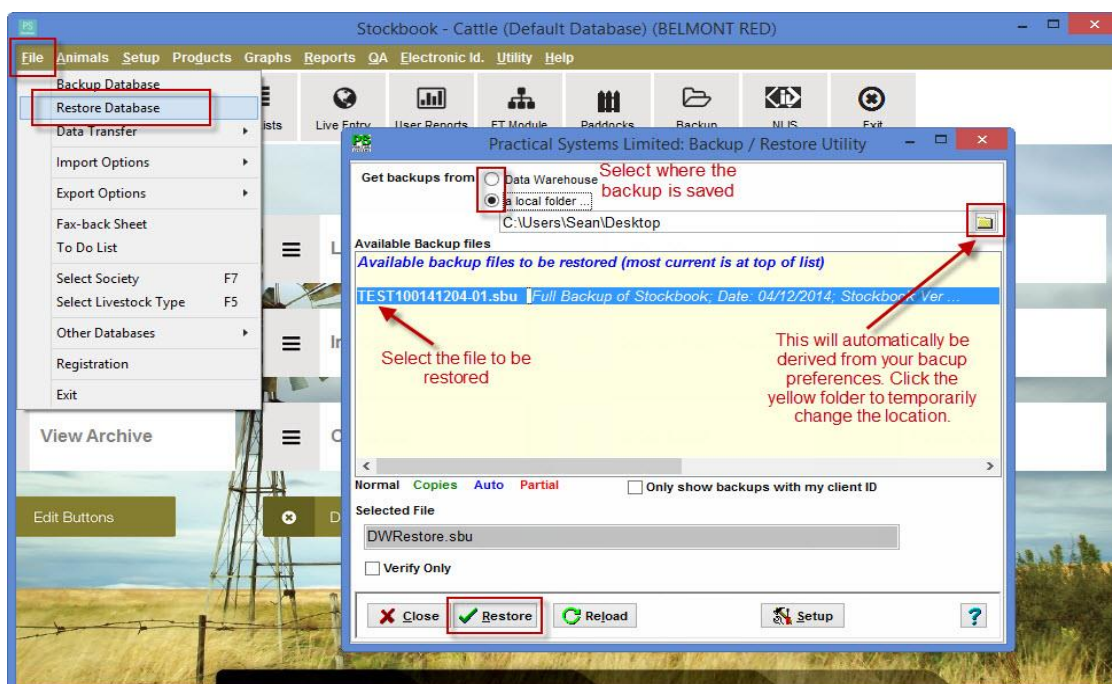 Stockbook - Cattle (Default Database) (BELMONT RED)
File Animals Setup Products Graphs Reports QA Electronic Id. Utility Help
Backup Database
Restore Database
Data Transfer
Import Options
Export Options
Fax-back Sheet
To Do List
Select Society F7
Select Livestock Type F5
Other Databases
Registration
Exit
Live Entry User Reports ET Module Paddocks Backup NLIS Exit
View Archive
Edit Buttons
Practical Systems Limited: Backup / Restore Utility
Get backups from
Data Warehouse
a local folder ...
Select where the
backup is saved
C:\Users\Sean\Desktop
Available Backup files
Available backup files to be restored (most current is at top of list)
TEST100141204-01.sbu Full Backup of Stockbook; Date: 04/12/2014; Stockbook Ver ...
Select the file to be
restored
This will automatically be
derived from your bacup
preferences. Click the
yellow folder to temporarily
change the location.
Normal Copies Auto Partial
Only show backups with my client ID
Selected File
DWRestore.sbu
Verify Only
Close Restore Reload Setup ?